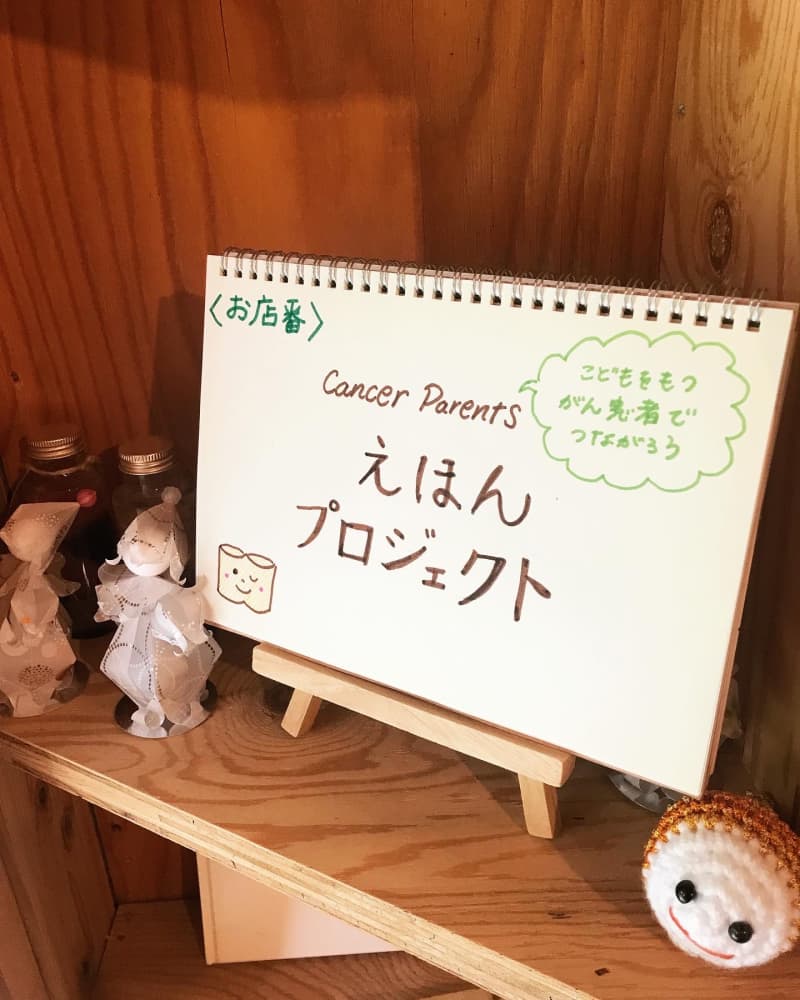 〈お店番〉
Cancer Parents
えほん
プロジェクト
こどもをもつ
がん患者で
つながろう